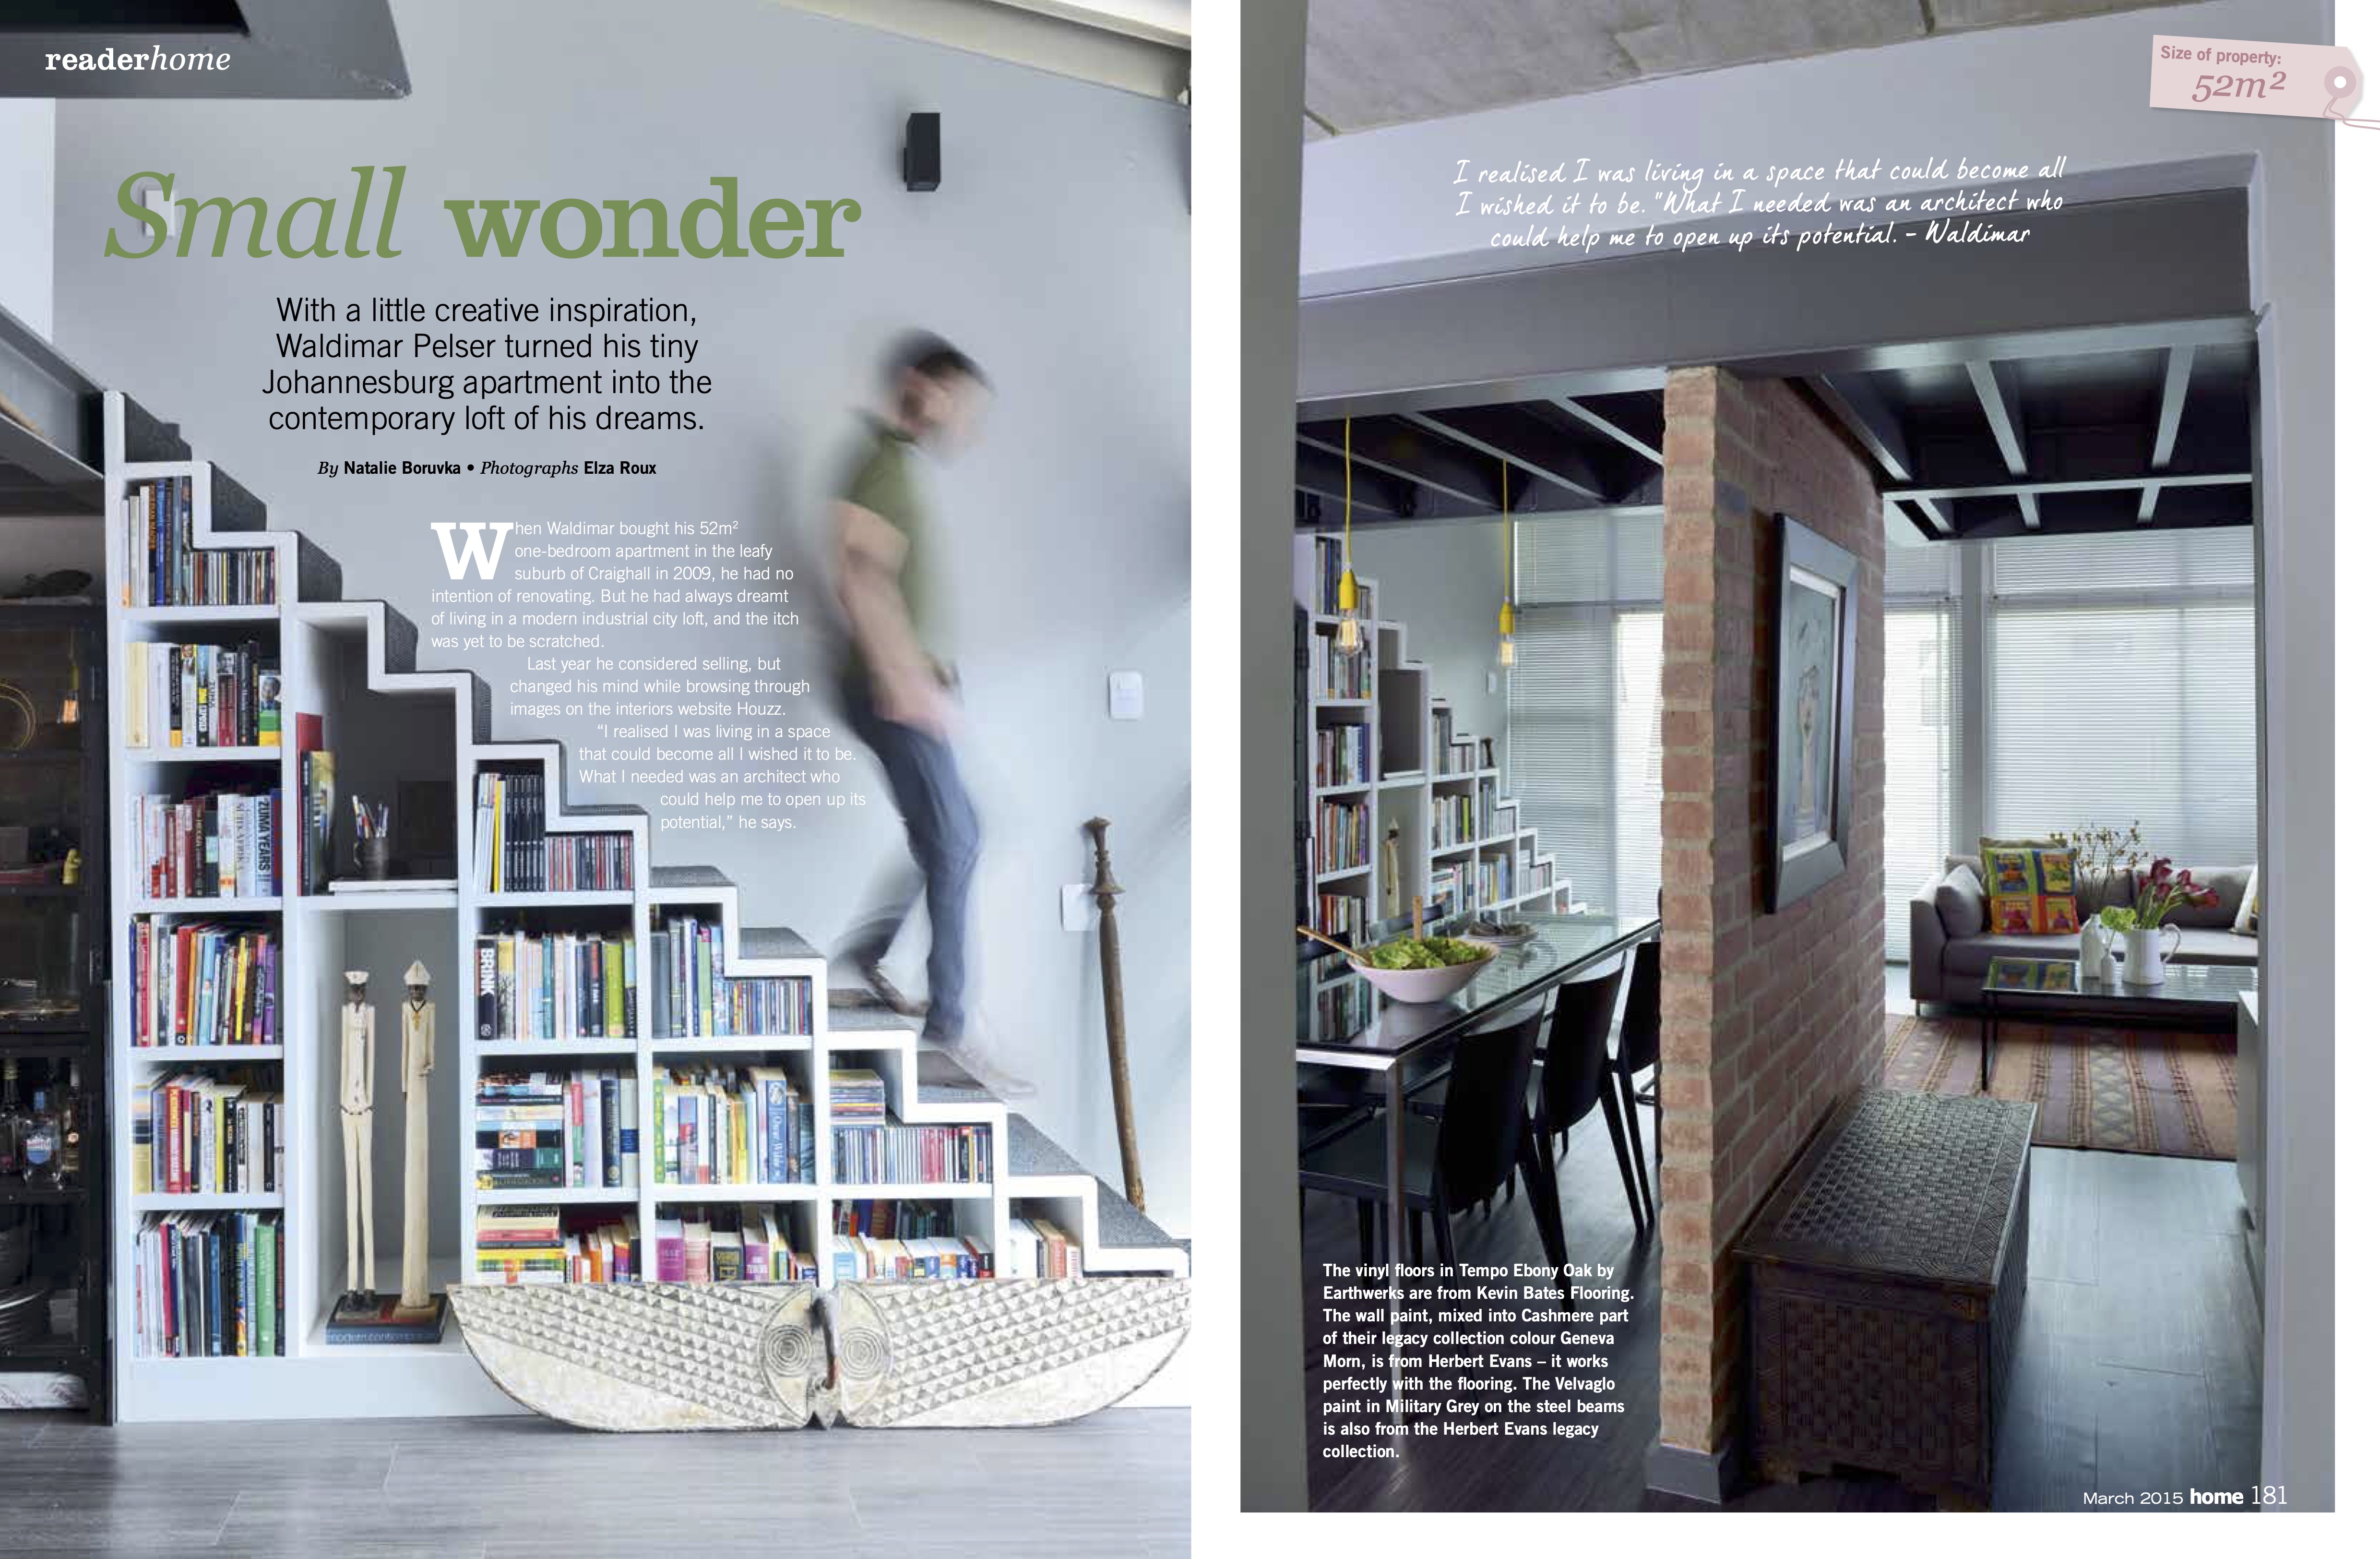 readerhome
Small wonder
With a little creative inspiration,
Waldimar Pelser turned his tiny
Johannesburg apartment into the
contemporary loft of his dreams.
By Natalie Boruvka • Photographs Elza Roux
When Waldimar bought his 52m²
one-bedroom apartment in the leafy
suburb of Craighall in 2009, he had no
intention of renovating. But he had always dreamt
of living in a modern industrial city loft, and the itch
was yet to be scratched.
Last year he considered selling, but
changed his mind while browsing through
images on the interiors website Houzz.
“I realised I was living in a space
that could become all I wished it to be.
What I needed was an architect who
could help me to open up its
potential,” he says.
ZUMA YEARS
BRINK
Oscar Wilde
Size of property:
52m²
I realised I was living in a space that could become all
I wished it to be. "What I needed was an architect who
could help me to open up its potential. – Waldimar
The vinyl floors in Tempo Ebony Oak by
Earthwerks are from Kevin Bates Flooring.
The wall paint, mixed into Cashmere part
of their legacy collection colour Geneva
Morn, is from Herbert Evans – it works
perfectly with the flooring. The Velvaglo
paint in Military Grey on the steel beams
is also from the Herbert Evans legacy
collection.
March 2015 home 181